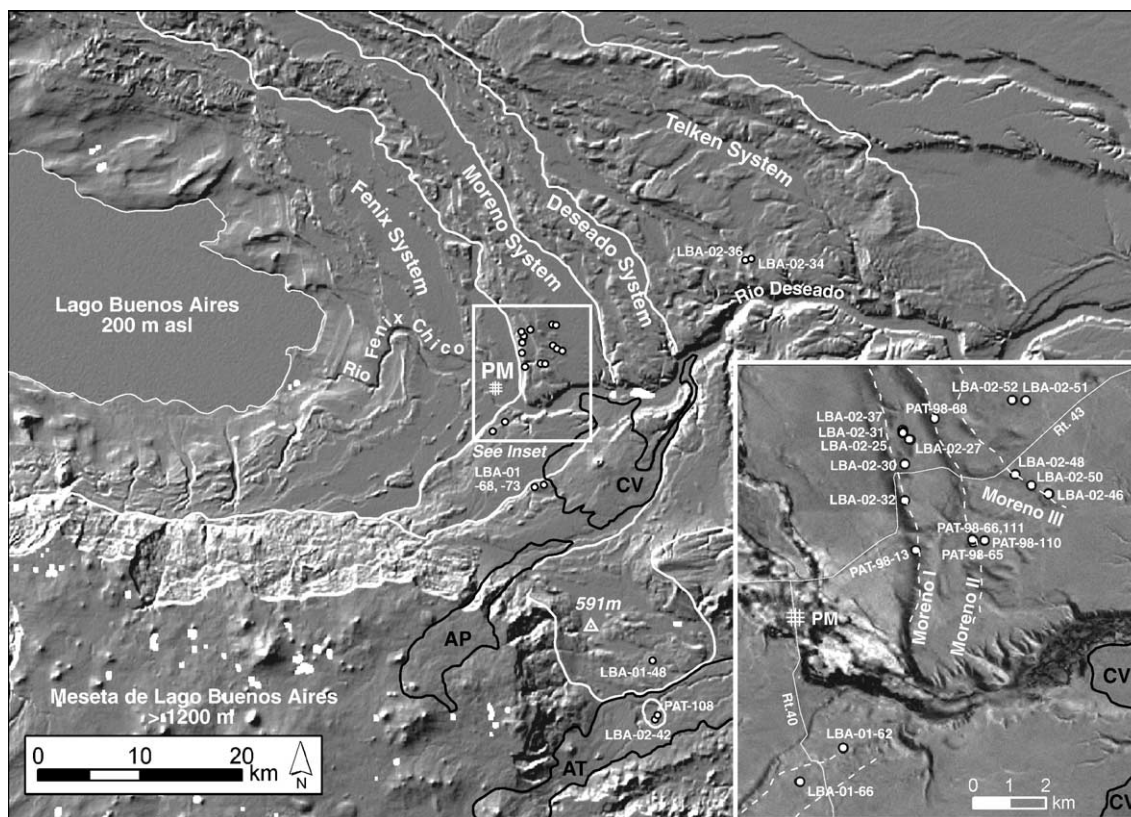 Telken System
Moreno System
Deseado System
Fenix System
LBA-02-36
LBA-02-34
Rio Deseado
Lago Buenos Aires
200 m asl
Rio Fenix Chico
PM
See Inset
LBA-01
-68, -73
CV
591m
AP
LBA-01-48
Meseta de Lago Buenos Aires
>1200 m
PAT-108
LBA-02-42
AT
0 10 20
km
N
LBA-02-52
LBA-02-51
LBA-02-37
PAT-98-68
LBA-02-31
LBA-02-25
LBA-02-27
Rt. 43
LBA-02-30
LBA-02-48
LBA-02-50
LBA-02-46
LBA-02-32
Moreno III
PAT-98-66,111
PAT-98-110
PAT-98-65
PAT-98-13
Moreno I
Moreno II
PM
CV
Rt.40
LBA-01-62
LBA-01-66
0 1 2
km
CV